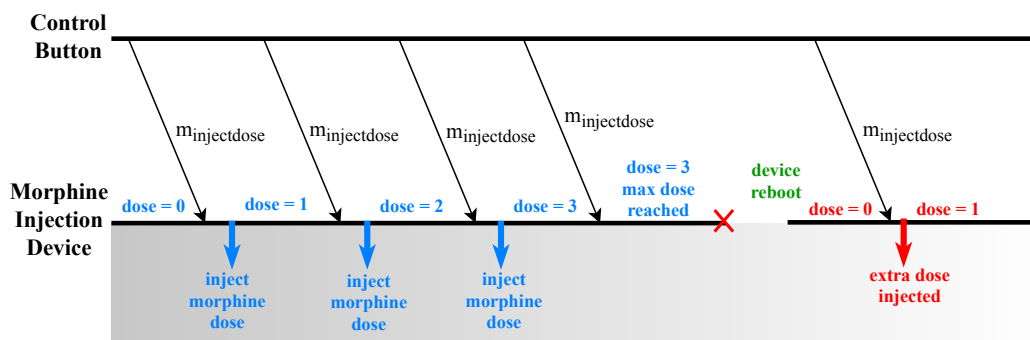 Control
Button
m_injectdose
m_injectdose
m_injectdose
m_injectdose
m_injectdose
Morphine
Injection
Device
dose = 0
dose = 1
dose = 2
dose = 3
dose = 3
max dose
reached
device
reboot
dose = 0
dose = 1
inject
morphine
dose
inject
morphine
dose
inject
morphine
dose
extra dose
injected